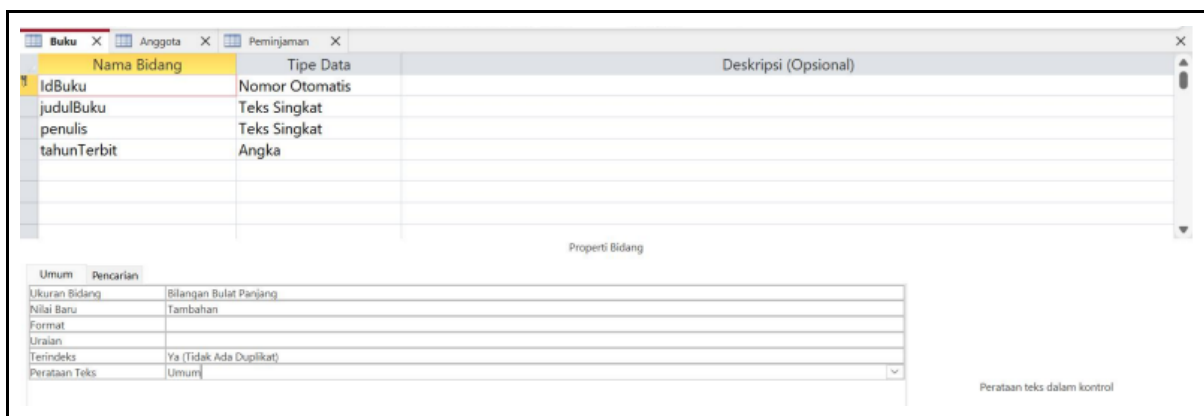 Buku Anggota Peminjaman
Nama Bidang Tipe Data Deskripsi (Opsional)
IdBuku Nomor Otomatis
judulBuku Teks Singkat
penulis Teks Singkat
tahunTerbit Angka
Properti Bidang
Umum Pencarian
Ukuran Bidang Bilangan Bulat Panjang
Nilai Baru Tambahan
Format
Uraian
Terindeks Ya (Tidak Ada Duplikat)
Perataan Teks Umum
Perataan teks dalam kontrol